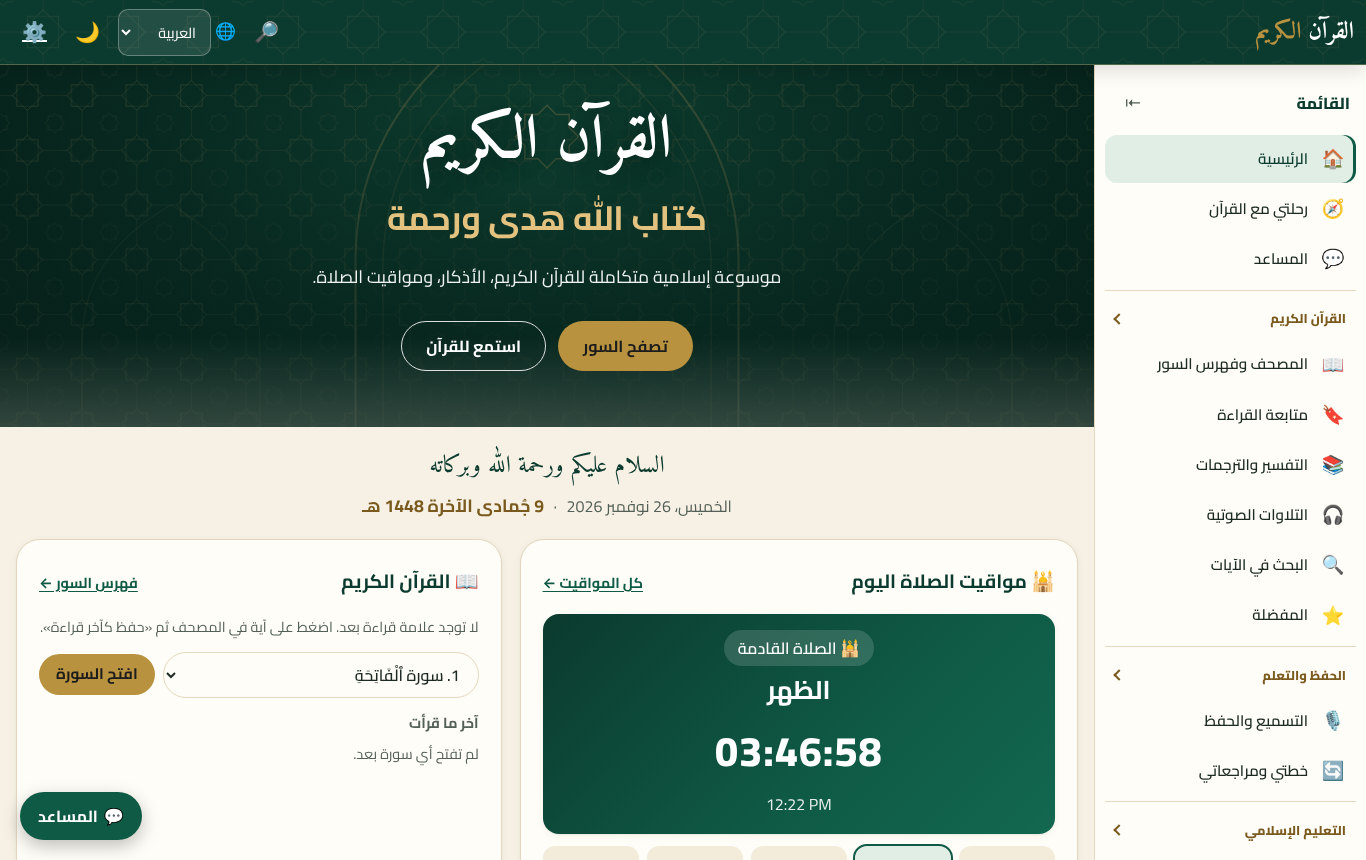 القرآن الكريم
العربية
القائمة
الرئيسية
رحلتي مع القرآن
المساعد
القرآن الكريم
المصحف وفهرس السور
متابعة القراءة
التفسير والترجمات
التلاوات الصوتية
البحث في الآيات
المفضلة
الحفظ والتعلم
التسميع والحفظ
خطتي ومراجعاتي
التعليم الإسلامي
القرآن الكريم
كتاب الله هدى ورحمة
موسوعة إسلامية متكاملة للقرآن الكريم، الأذكار، ومواقيت الصلاة.
تصفح السور
استمع للقرآن
السلام عليكم ورحمة الله وبركاته
الخميس، 26 نوفمبر 2026 · 9 جُمادى الآخرة 1448 هـ
مواقيت الصلاة اليوم
كل المواقيت ←
الصلاة القادمة
الظهر
03:46:58
12:22 PM
القرآن الكريم
فهرس السور ←
لا توجد علامة قراءة بعد. اضغط على آية في المصحف ثم «حفظ كآخر قراءة».
1. سورة ٱلْفَاتِحَةِ
افتح السورة
آخر ما قرأت
لم تفتح أي سورة بعد.
المساعد